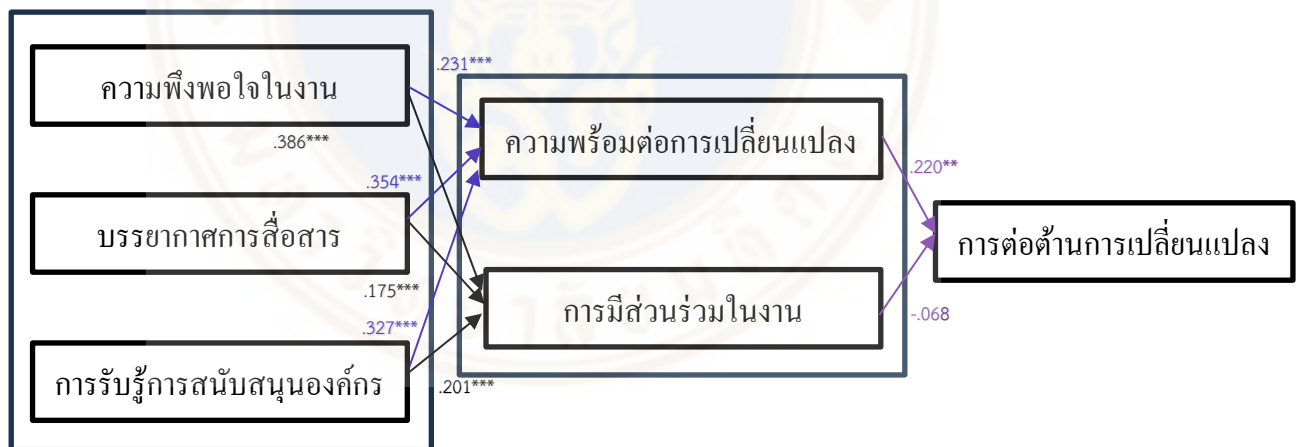 ความพึงพอใจในงาน
.231***
.386***
ความพร้อมต่อการเปลี่ยนแปลง
.220**
.354***
บรรยากาศการสื่อสาร
การต่อต้านการเปลี่ยนแปลง
.175***
การมีส่วนร่วมในงาน
-.068
.327***
การรับรู้การสนับสนุนองค์กร
.201***